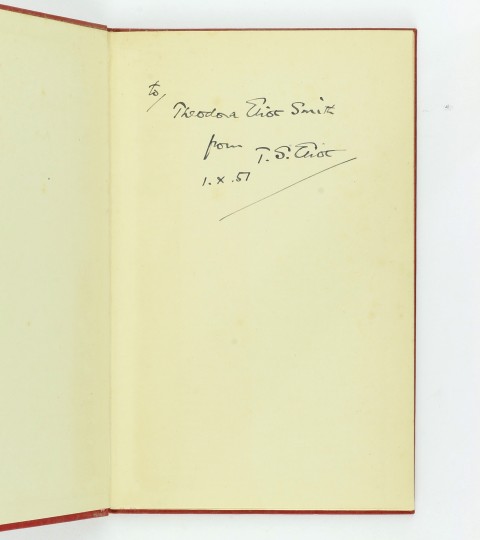 to
Theodora Eliot Smith
from T. S. Eliot
1.X.51